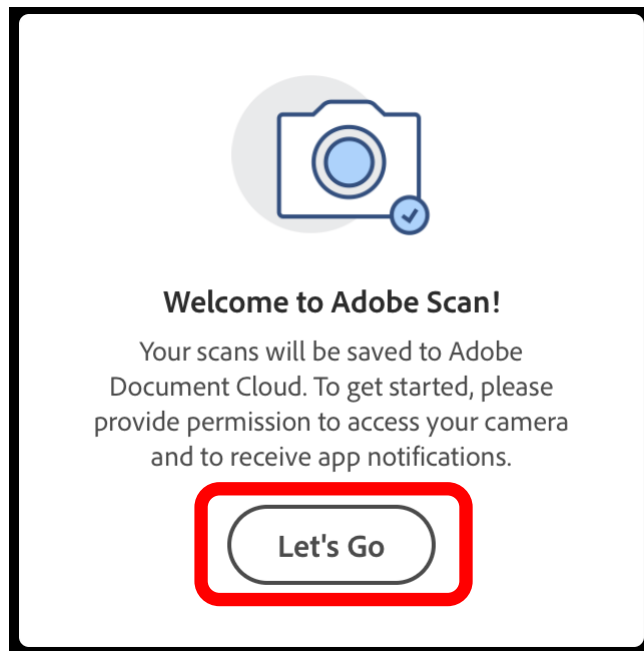 Welcome to Adobe Scan!
Your scans will be saved to Adobe
Document Cloud. To get started, please
provide permission to access your camera
and to receive app notifications.
Let's Go